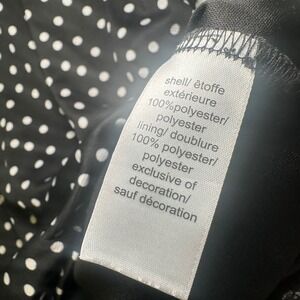 shell/ étoffe
extérieure
100%polyester/
polyester
lining/ doublure
100% polyester/
polyester
exclusive of
decoration/
sauf décoration